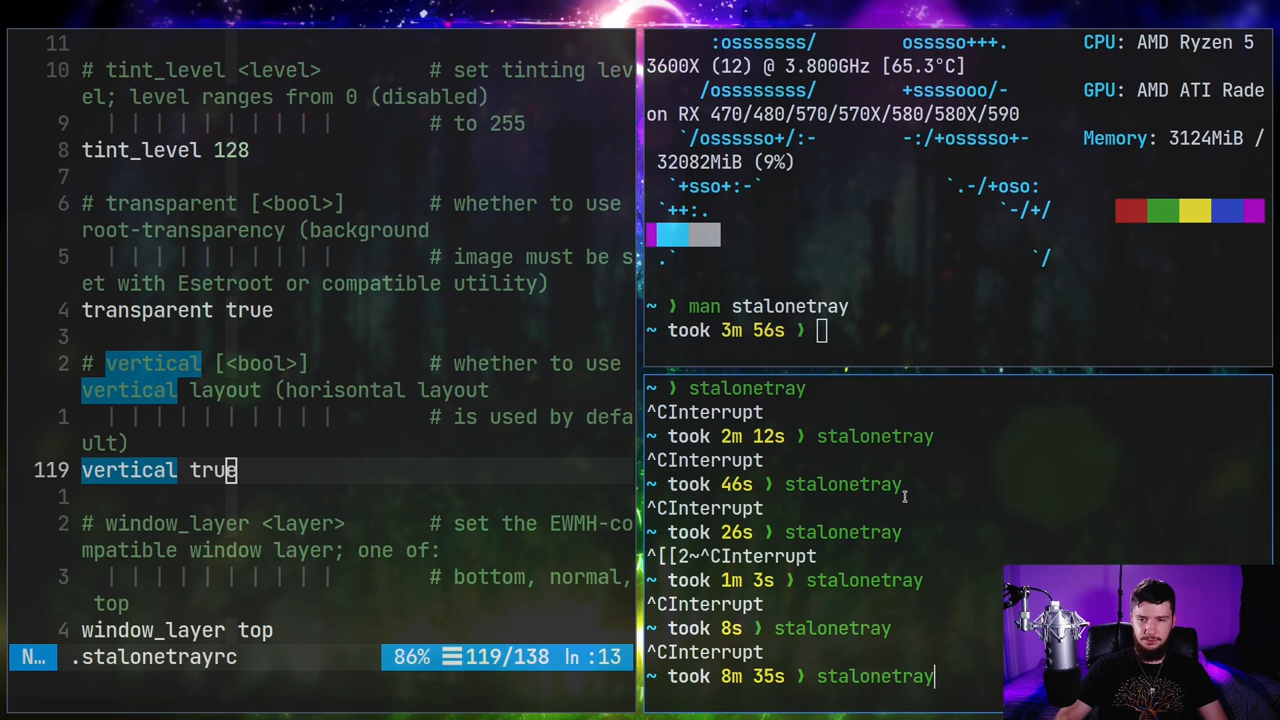 11
10 # tint_level <level> # set tinting lev
el; level ranges from 0 (disabled)
9 # to 255
8 tint_level 128
7
6 # transparent [<bool>] # whether to use
root-transparency (background
5 # image must be s
et with Esetroot or compatible utility)
4 transparent true
3
2 # vertical [<bool>] # whether to use
vertical layout (horisontal layout
1 # is used by defa
ult)
119 vertical true
1
2 # window_layer <layer> # set the EWMH-co
mpatible window layer; one of:
3 # bottom, normal,
top
4 window_layer top
N... .stalonetrayrc 86% ☰119/138 ln :13
:osssssss/ osssso+++. CPU: AMD Ryzen 5
3600X (12) @ 3.800GHz [65.3°C]
/ossssssss/ +ssssooo/- GPU: AMD ATI Rade
on RX 470/480/570/570X/580/580X/590
`/ossssso+/:- -:/+osssso+- Memory: 3124MiB /
32082MiB (9%)
`+sso+:-` `.-/+oso:
`++:. `-/+/
.` `/
~ ❯ man stalonetray
~ took 3m 56s ❯
~ ❯ stalonetray
^CInterrupt
~ took 2m 12s ❯ stalonetray
^CInterrupt
~ took 46s ❯ stalonetray
^CInterrupt
~ took 26s ❯ stalonetray
^[[2~^CInterrupt
~ took 1m 3s ❯ stalonetray
^CInterrupt
~ took 8s ❯ stalonetray
^CInterrupt
~ took 8m 35s ❯ stalonetray